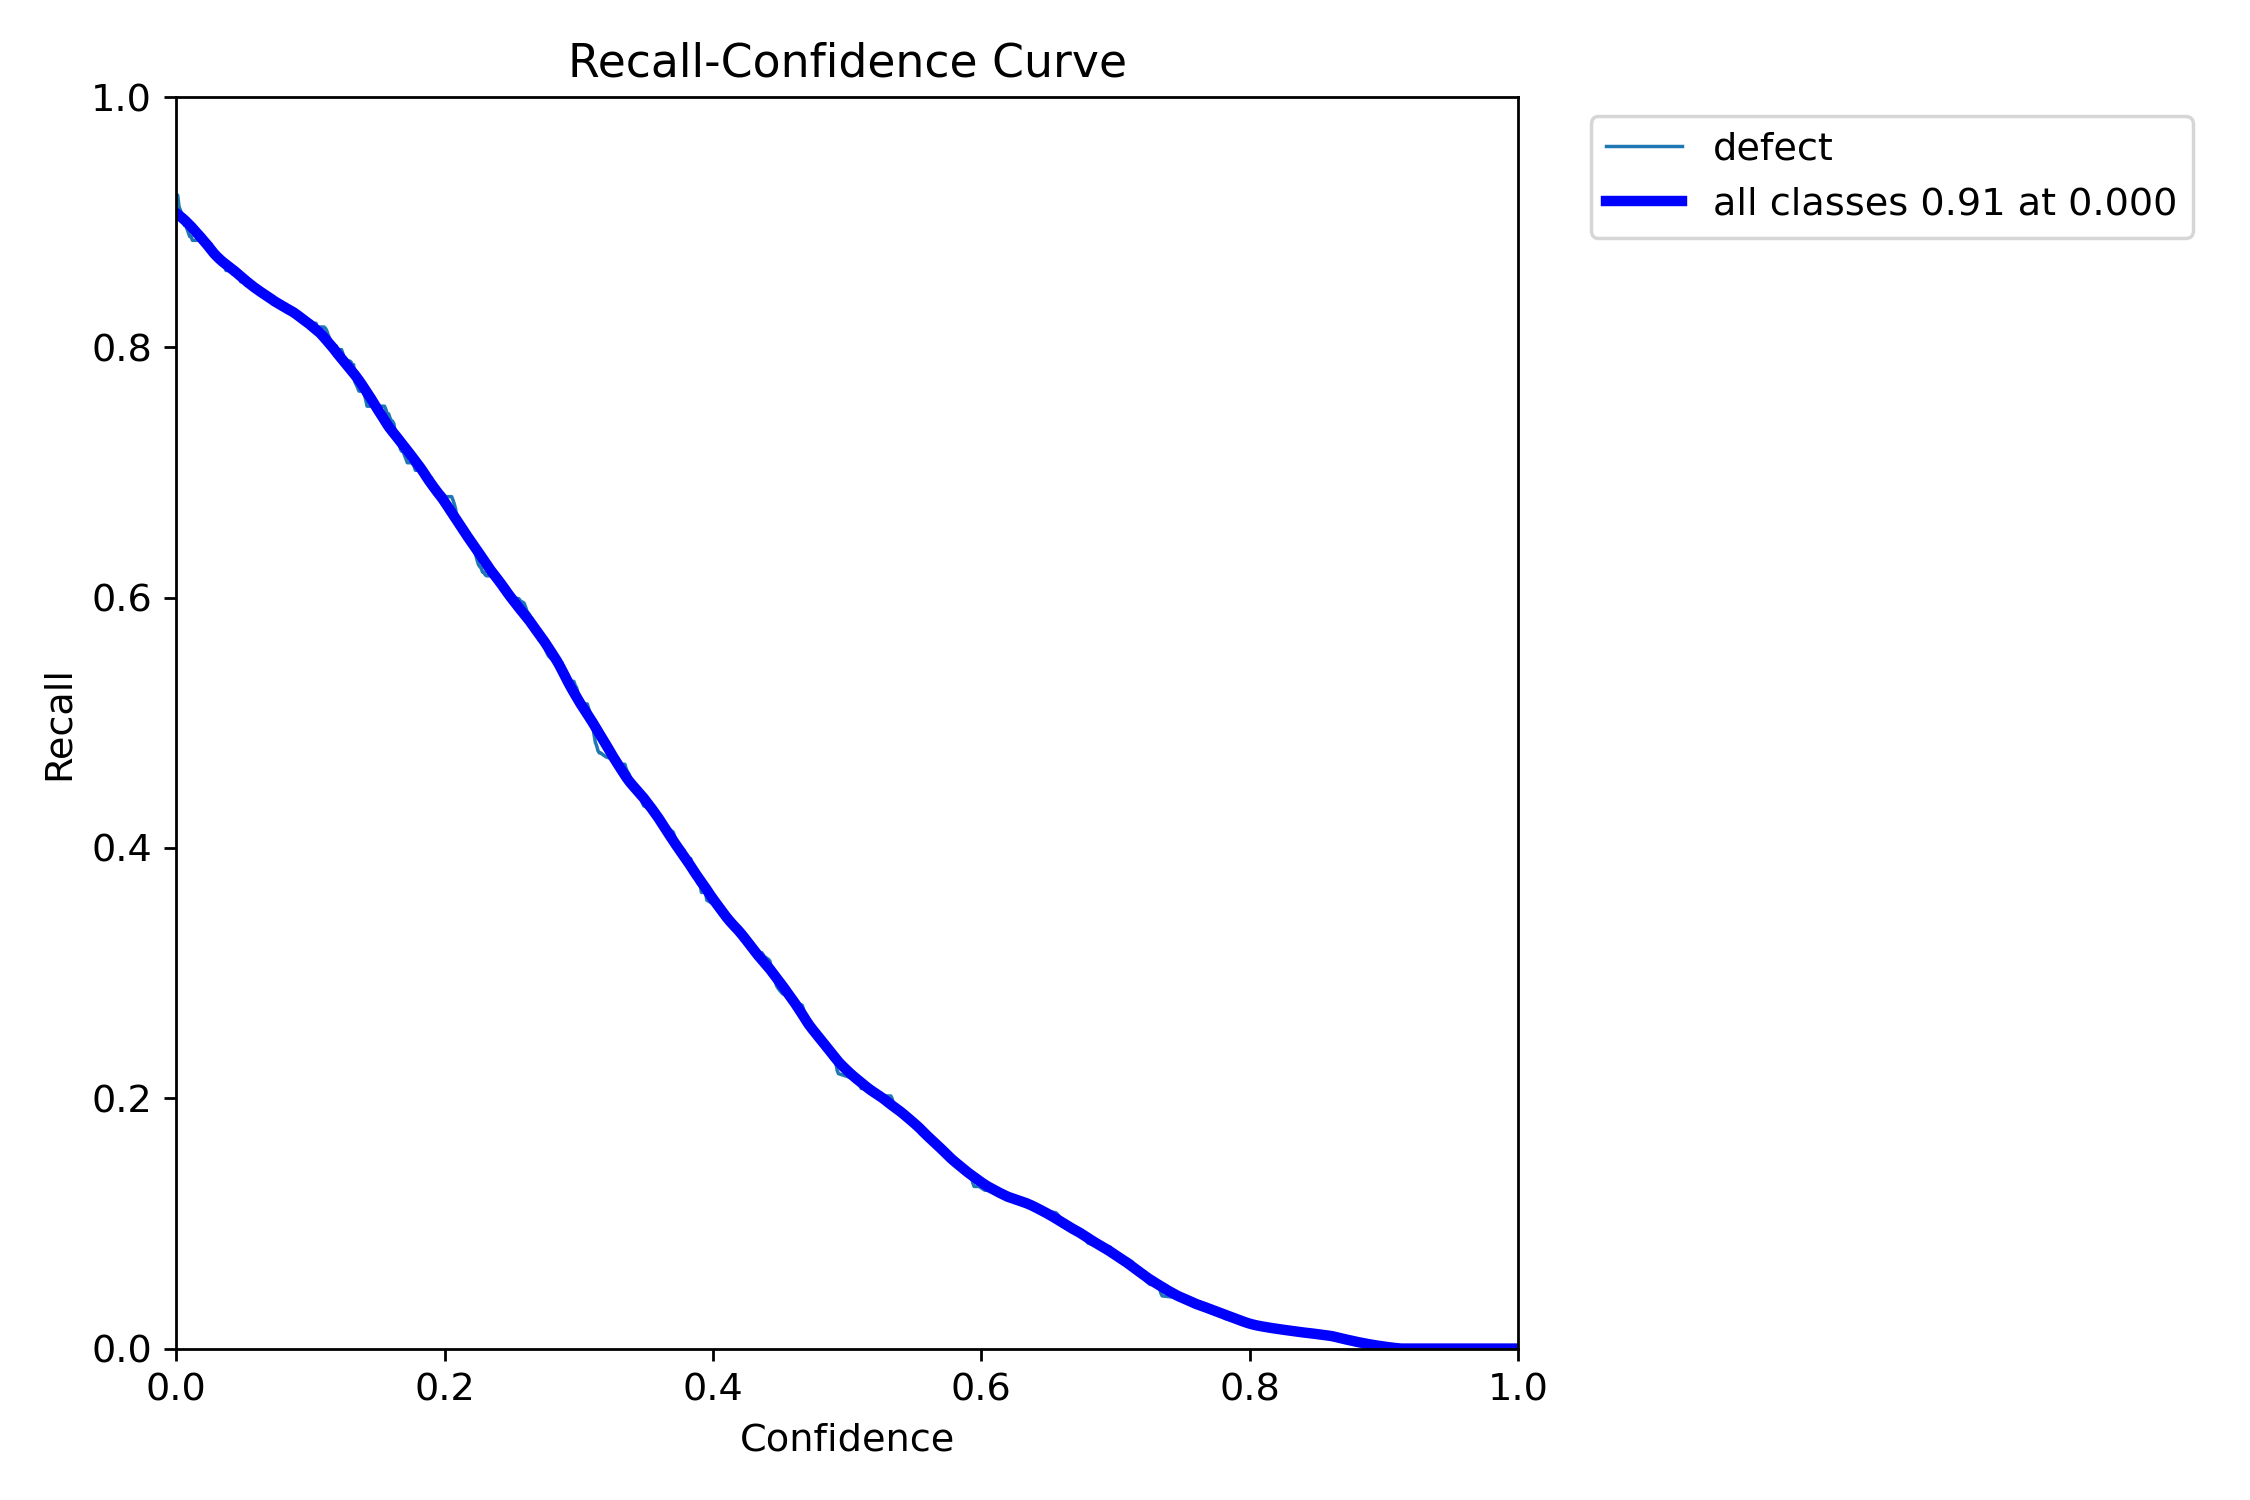 Recall-Confidence Curve
1.0
0.8
0.6
0.4
0.2
0.0
Recall
0.0 0.2 0.4 0.6 0.8 1.0
Confidence
defect
all classes 0.91 at 0.000